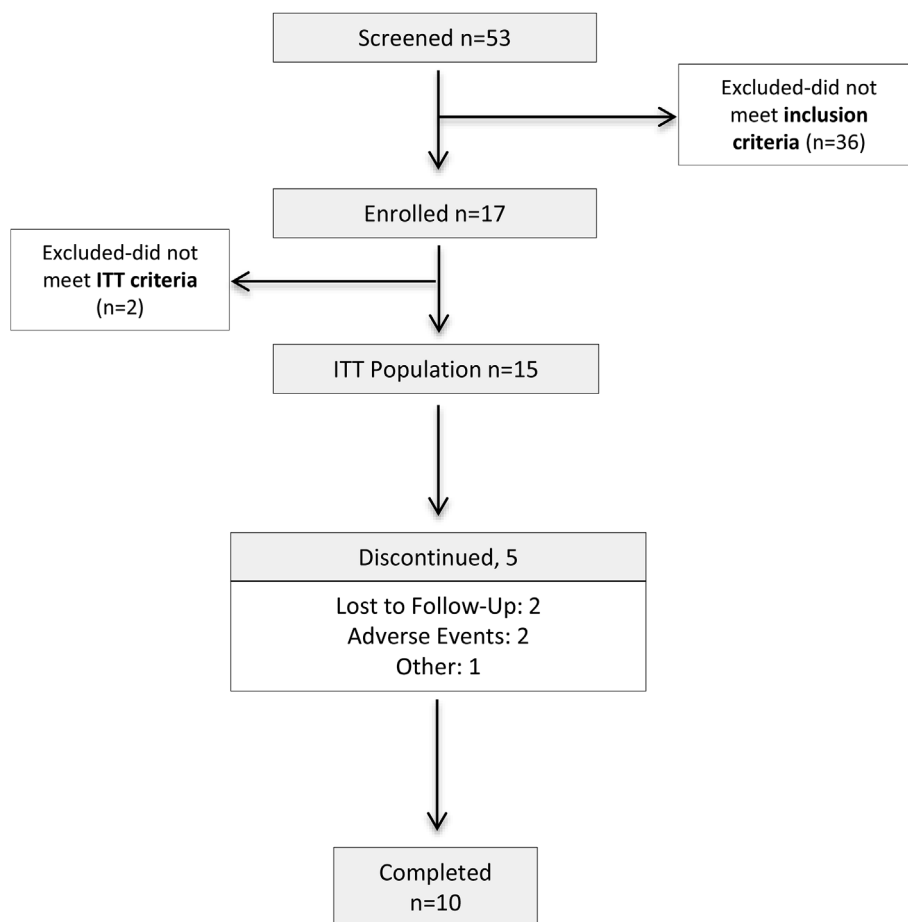 Screened n=53
Excluded-did not
meet inclusion
criteria (n=36)
Enrolled n=17
Excluded-did not
meet ITT criteria
(n=2)
ITT Population n=15
Discontinued, 5
Lost to Follow-Up: 2
Adverse Events: 2
Other: 1
Completed
n=10